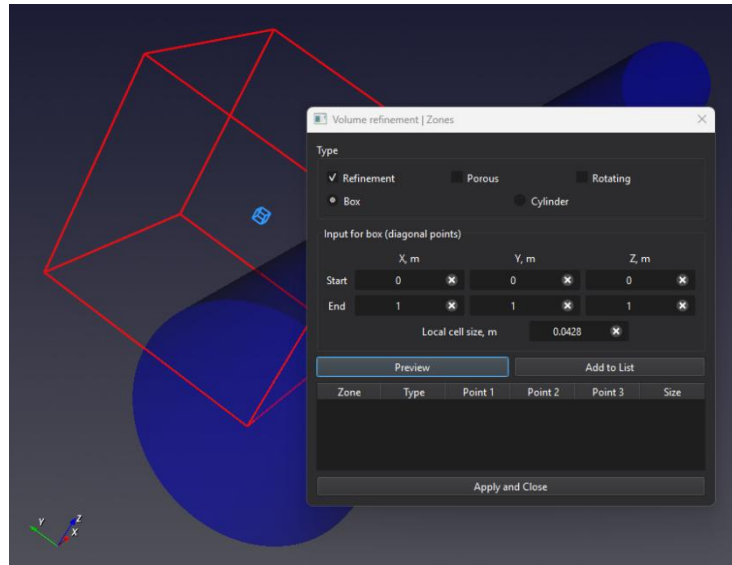 Volume refinement | Zones
Type
Refinement Porous Rotating
Box Cylinder
Input for box (diagonal points)
X, m Y, m Z, m
Start 0 0 0
End 1 1 1
Local cell size, m 0.0428
Preview Add to List
Zone Type Point 1 Point 2 Point 3 Size
Apply and Close
Y Z X